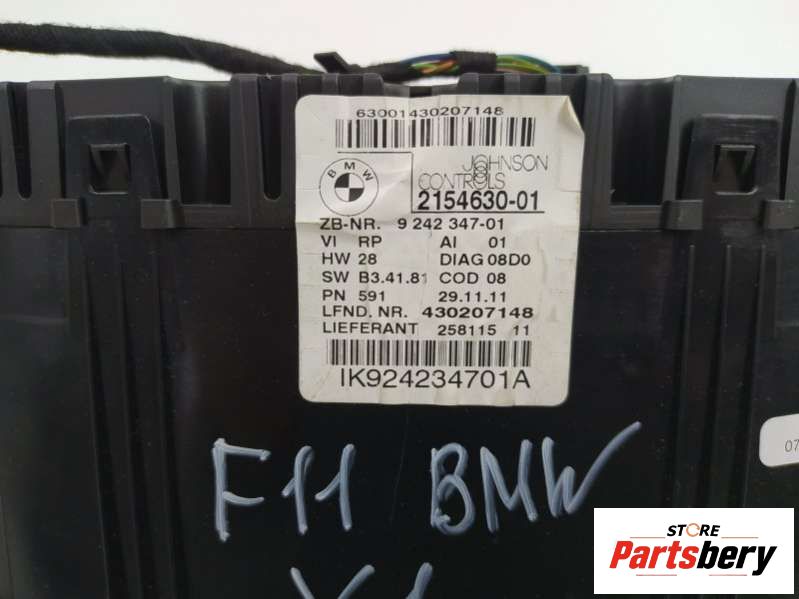 63001430207148
BMW
JOHNSON
CONTROLS
2154630-01
ZB-NR. 9 242 347-01
VI RP AI 01
HW 28 DIAG 08D0
SW B3.41.81 COD 08
PN 591 29.11.11
LFND. NR. 430207148
LIEFERANT 258115 11
IK924234701A
F11 BMW
07
STORE
Partsbery